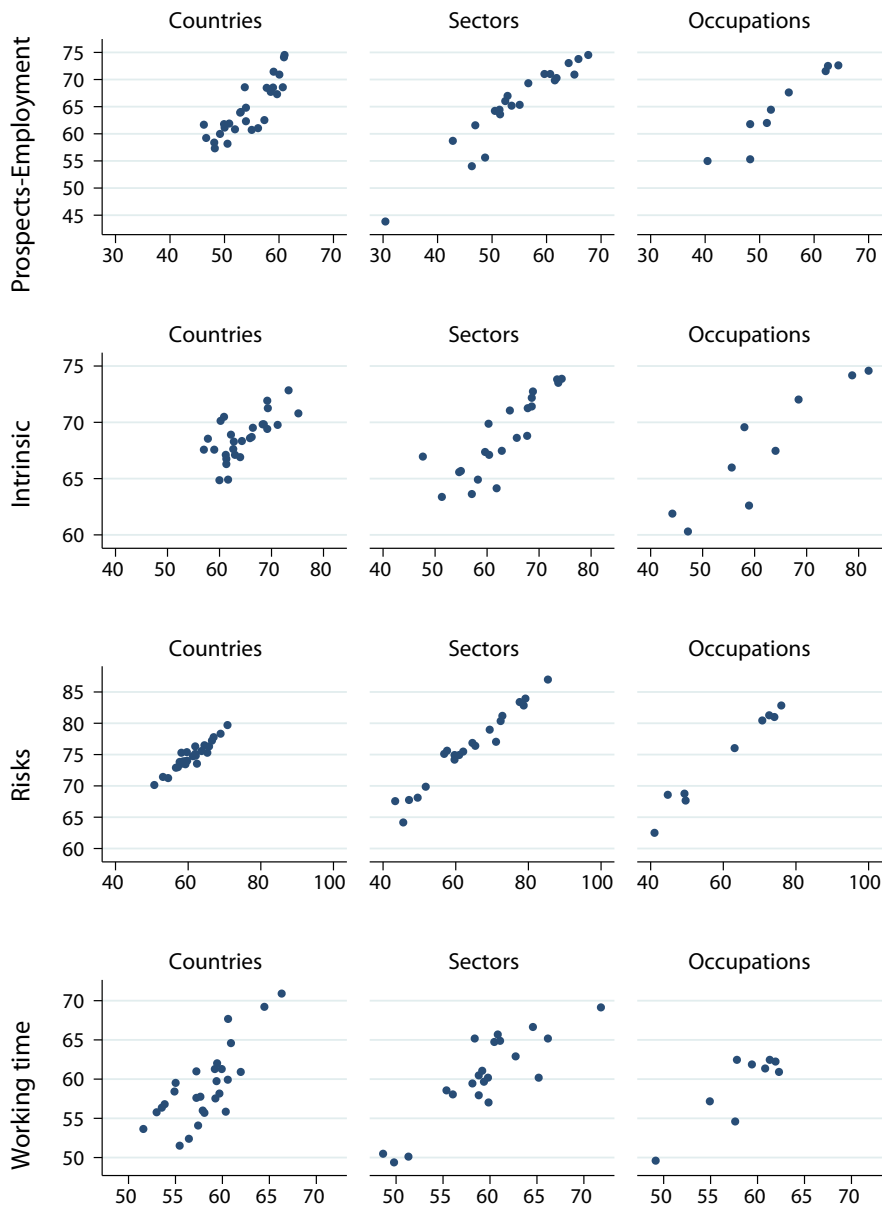 Countries Sectors Occupations
Prospects-Employment
75
70
65
60
55
50
45
30 40 50 60 70 30 40 50 60 70 30 40 50 60 70
Countries Sectors Occupations
Intrinsic
75
70
65
60
40 50 60 70 80 40 50 60 70 80 40 50 60 70 80
Countries Sectors Occupations
Risks
85
80
75
70
65
60
40 60 80 100 40 60 80 100 40 60 80 100
Countries Sectors Occupations
Working time
70
65
60
55
50
50 55 60 65 70 50 55 60 65 70 50 55 60 65 70